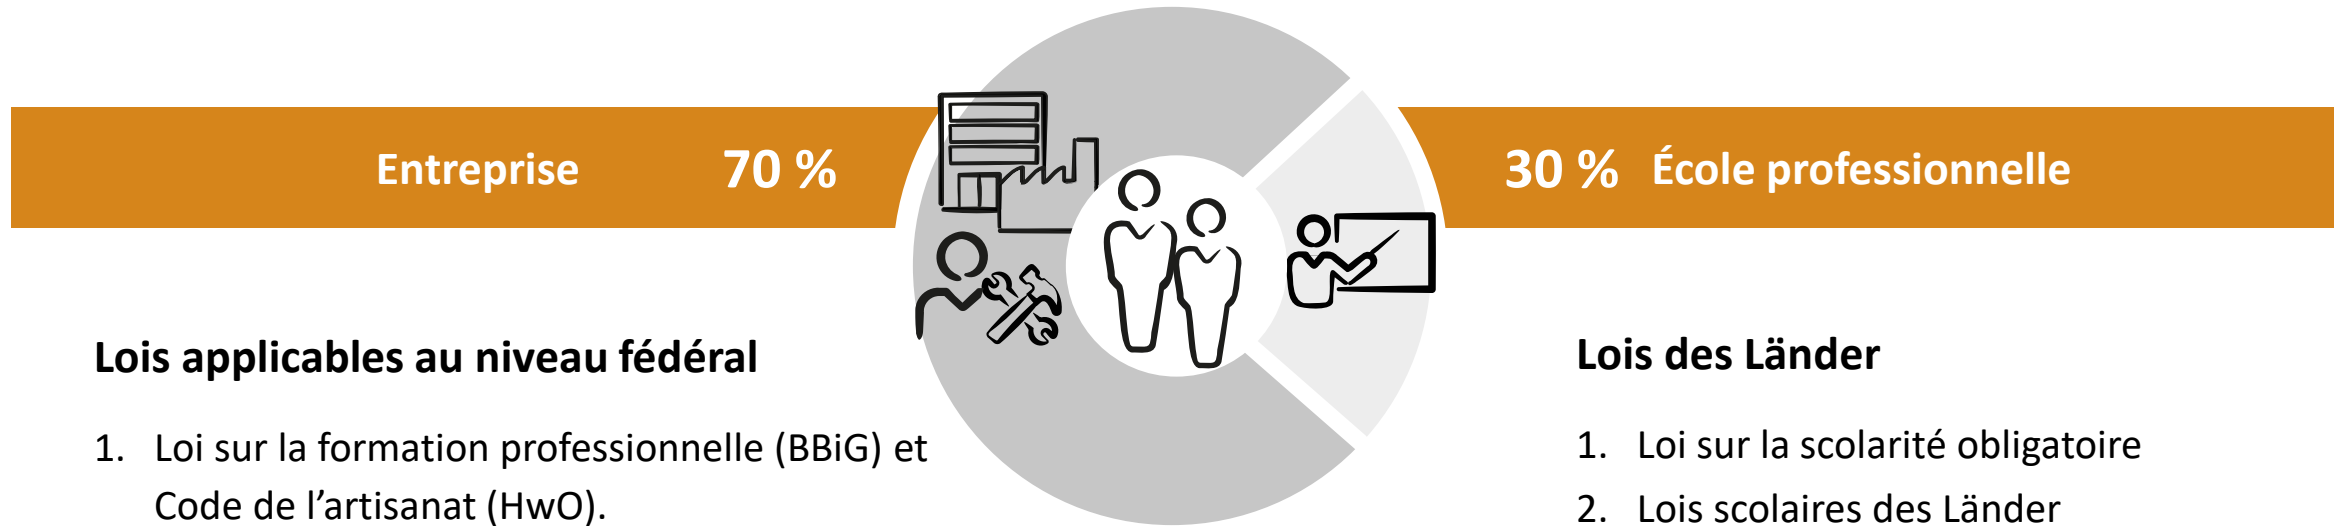 Entreprise 70 %
30 % École professionnelle
Lois applicables au niveau fédéral
1. Loi sur la formation professionnelle (BBiG) et
Code de l’artisanat (HwO).
Lois des Länder
1. Loi sur la scolarité obligatoire
2. Lois scolaires des Länder